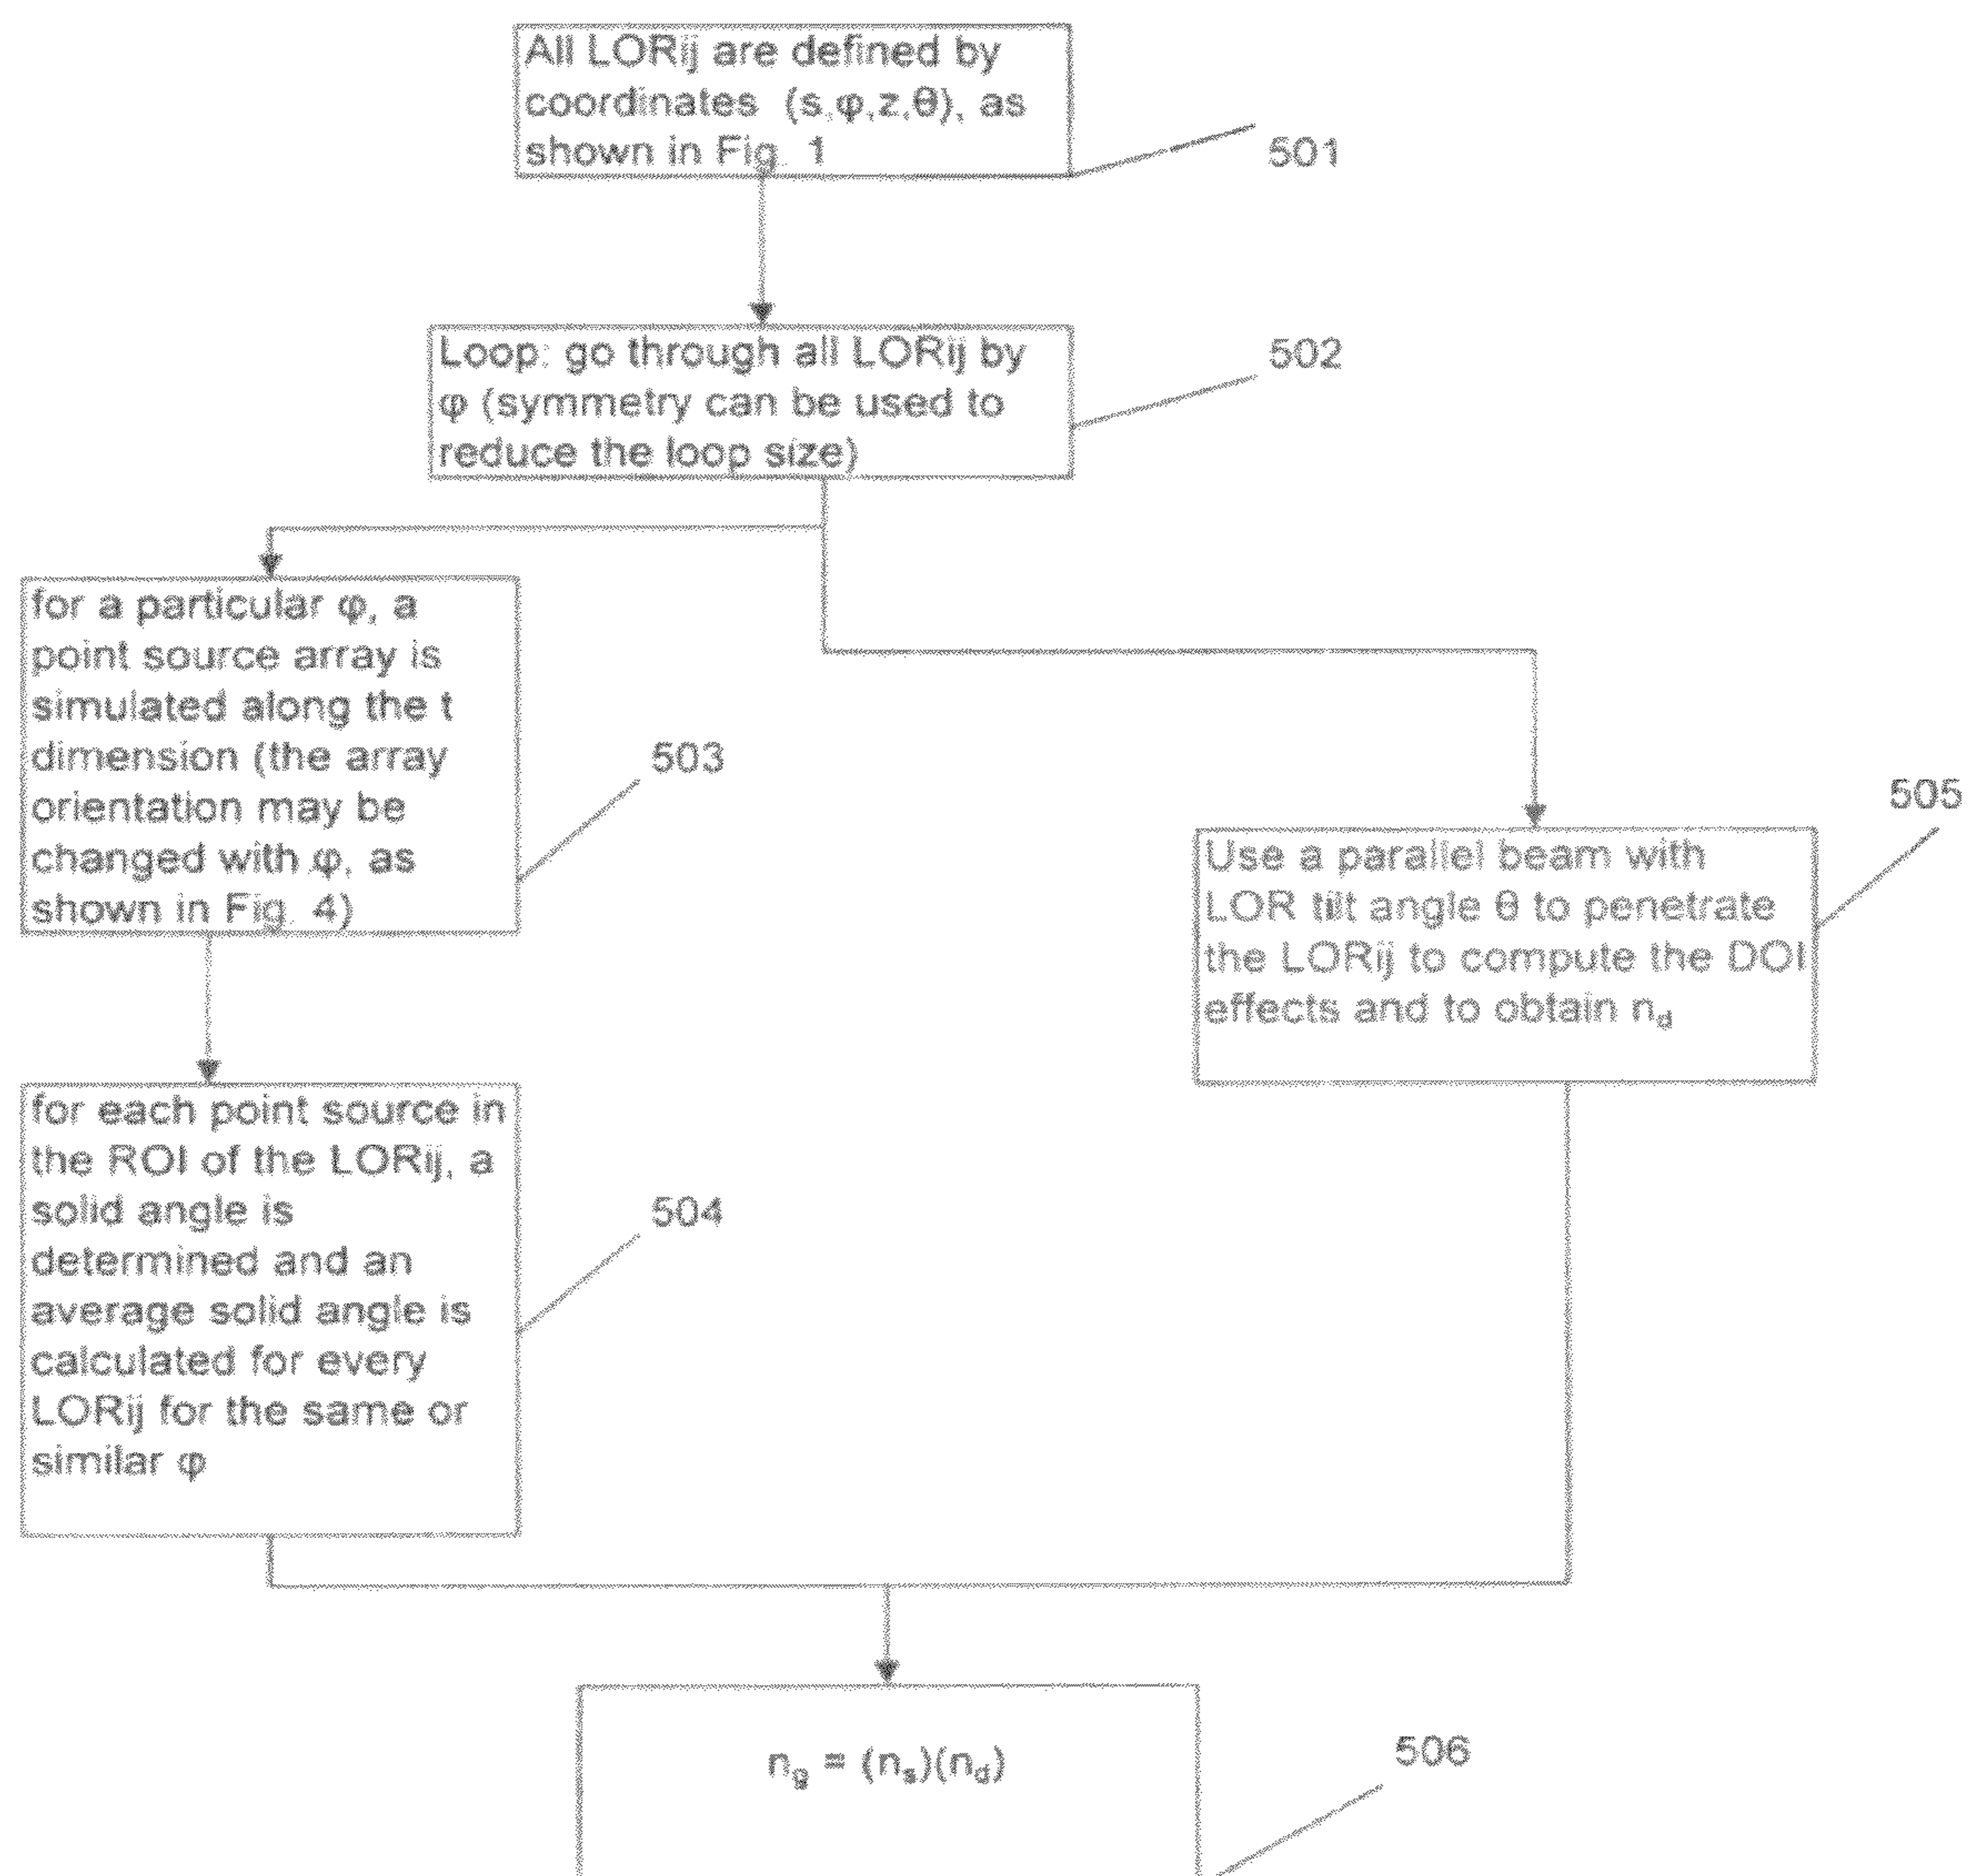 All LORij are defined by
coordinates (s,φ,z,θ), as
shown in Fig. 1
501
Loop: go through all LORij by
φ (symmetry can be used to
reduce the loop size)
502
for a particular φ, a
point source array is
simulated along the t
dimension (the array
orientation may be
changed with φ, as
shown in Fig. 4)
503
for each point source in
the ROI of the LORij, a
solid angle is
determined and an
average solid angle is
calculated for every
LORij for the same or
similar φ
504
Use a parallel beam with
LOR tilt angle θ to penetrate
the LORij to compute the DOI
effects and to obtain n_d
505
n_g = (n_s)(n_d)
506